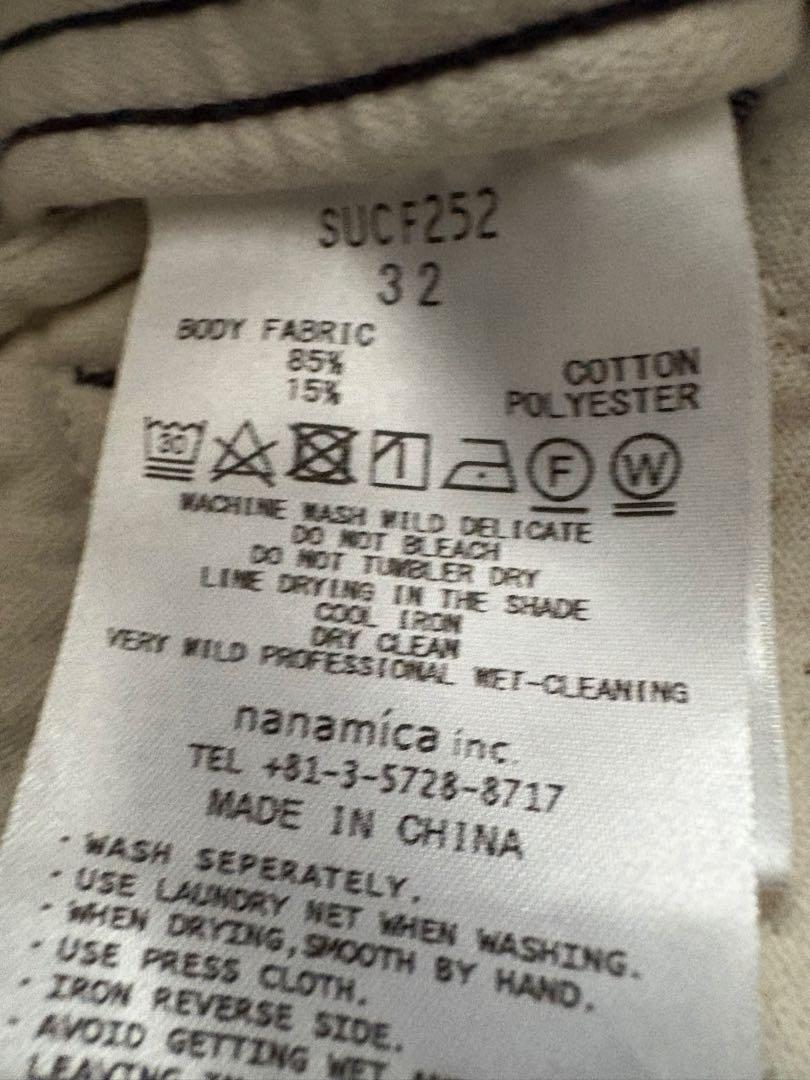 SUCF252
32
BODY FABRIC
85% COTTON
15% POLYESTER
30 F W
MACHINE WASH MILD DELICATE
DO NOT BLEACH
DO NOT TUMBLER DRY
LINE DRYING IN THE SHADE
COOL IRON
DRY CLEAN
VERY MILD PROFESSIONAL WET-CLEANING
nanamica inc.
TEL +81-3-5728-8717
MADE IN CHINA
· WASH SEPERATELY.
· USE LAUNDRY NET WHEN WASHING.
· WHEN DRYING,SMOOTH BY HAND.
· USE PRESS CLOTH.
· IRON REVERSE SIDE.
· AVOID GETTING WET
LEAVING